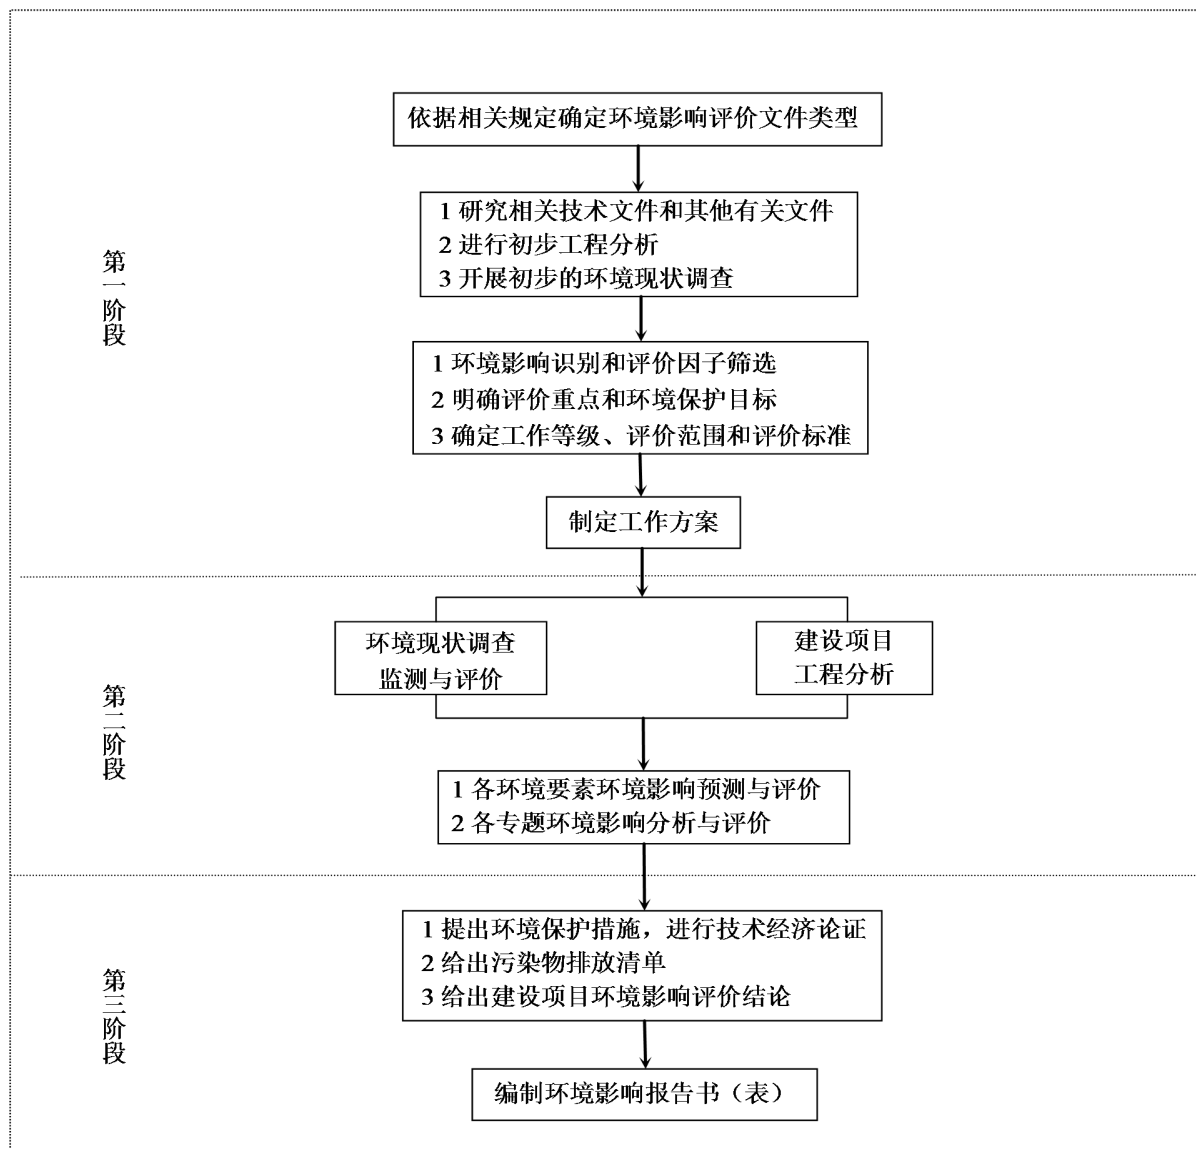 依据相关规定确定环境影响评价文件类型
第一阶段
1 研究相关技术文件和其他有关文件
2 进行初步工程分析
3 开展初步的环境现状调查
1 环境影响识别和评价因子筛选
2 明确评价重点和环境保护目标
3 确定工作等级、评价范围和评价标准
制定工作方案
第二阶段
环境现状调查
监测与评价
建设项目
工程分析
1 各环境要素环境影响预测与评价
2 各专题环境影响分析与评价
第三阶段
1 提出环境保护措施，进行技术经济论证
2 给出污染物排放清单
3 给出建设项目环境影响评价结论
编制环境影响报告书（表）